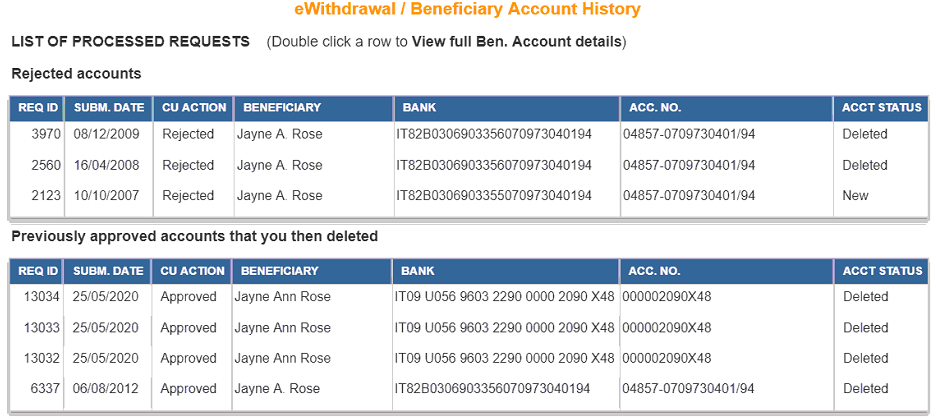 eWithdrawal / Beneficiary Account History
LIST OF PROCESSED REQUESTS (Double click a row to View full Ben. Account details)
Rejected accounts
REQ ID SUBM. DATE CU ACTION BENEFICIARY BANK ACC. NO. ACCT STATUS
3970 08/12/2009 Rejected Jayne A. Rose IT82B0306903356070973040194 04857-0709730401/94 Deleted
2560 16/04/2008 Rejected Jayne A. Rose IT82B0306903356070973040194 04857-0709730401/94 Deleted
2123 10/10/2007 Rejected Jayne A. Rose IT82B0306903355070973040194 04857-0709730401/94 New
Previously approved accounts that you then deleted
REQ ID SUBM. DATE CU ACTION BENEFICIARY BANK ACC. NO. ACCT STATUS
13034 25/05/2020 Approved Jayne Ann Rose IT09 U056 9603 2290 0000 2090 X48 000002090X48 Deleted
13033 25/05/2020 Approved Jayne Ann Rose IT09 U056 9603 2290 0000 2090 X48 000002090X48 Deleted
13032 25/05/2020 Approved Jayne Ann Rose IT09 U056 9603 2290 0000 2090 X48 000002090X48 Deleted
6337 06/08/2012 Approved Jayne A. Rose IT82B0306903356070973040194 04857-0709730401/94 Deleted